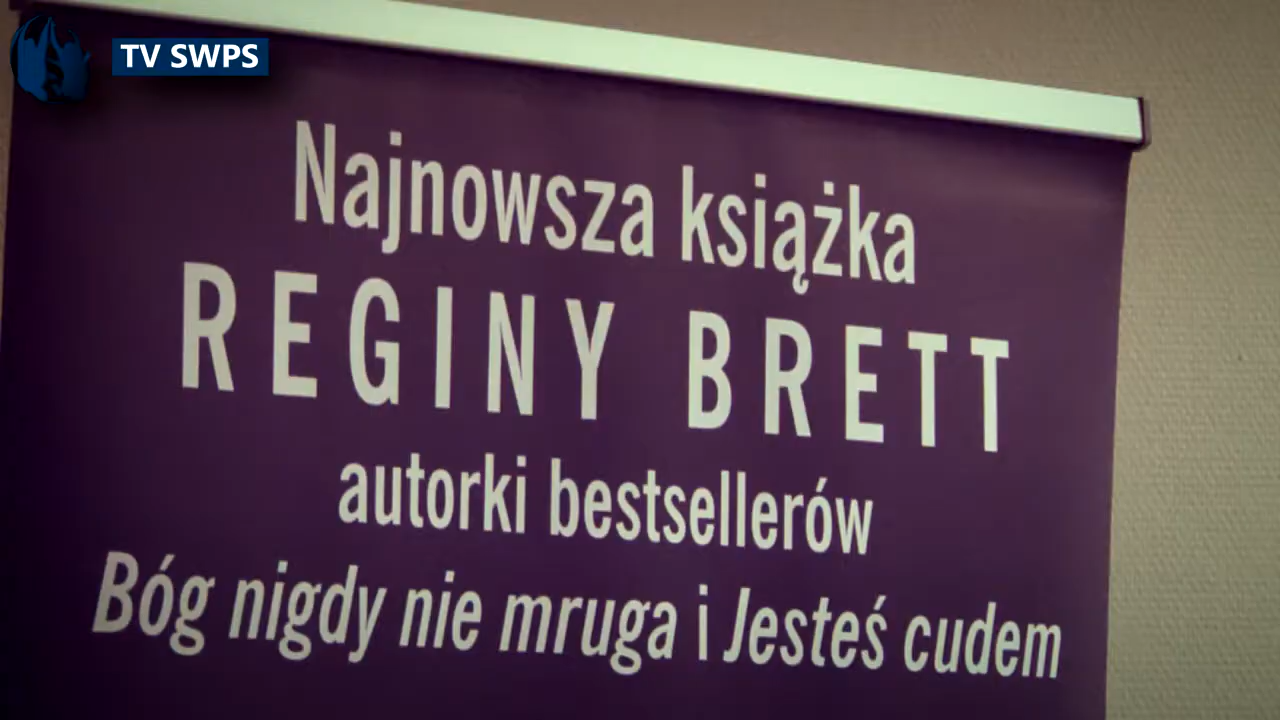 TV SWPS
Najnowsza książka
REGINY BRETT
autorki bestsellerów
Bóg nigdy nie mruga i Jesteś cudem